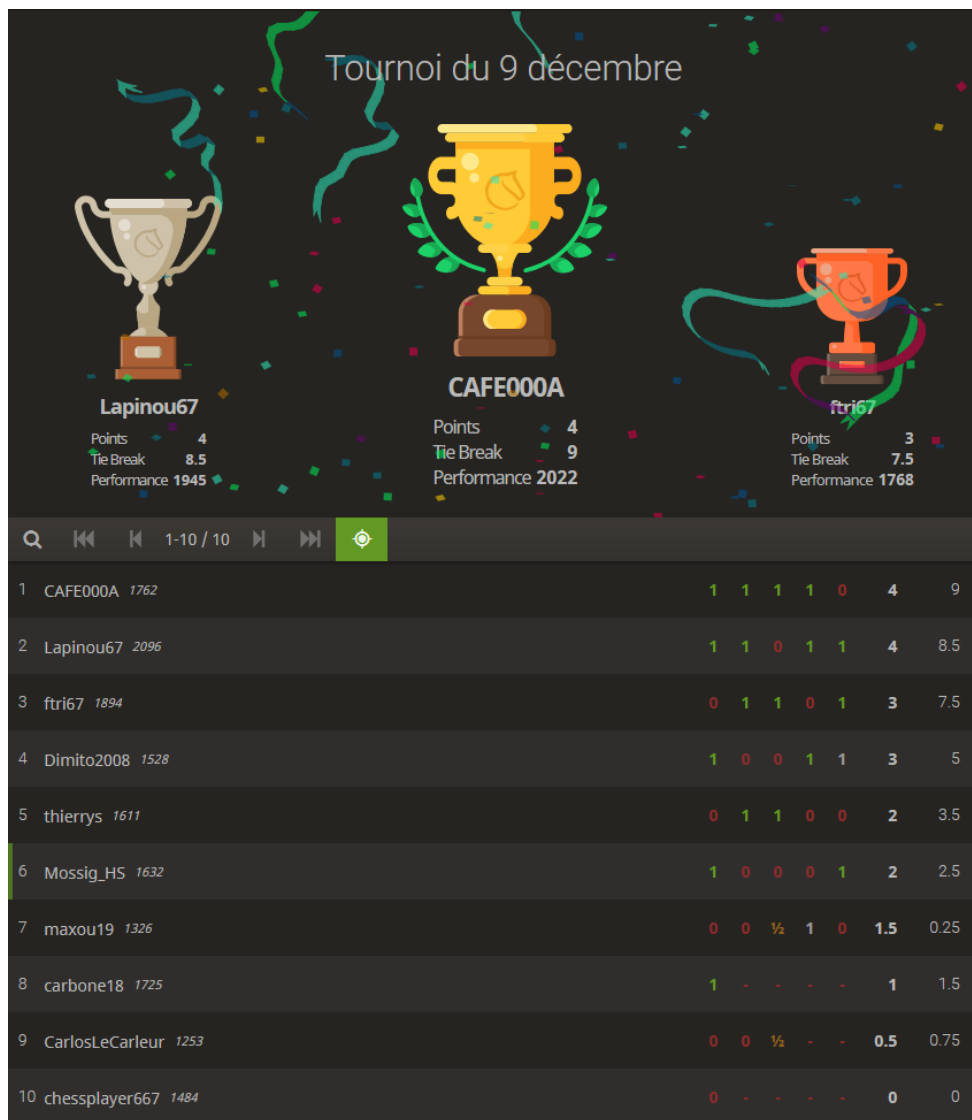 Tournoi du 9 décembre
Lapinou67
Points 4
Tie Break 8.5
Performance 1945
CAFE000A
Points 4
Tie Break 9
Performance 2022
ftri67
Points 3
Tie Break 7.5
Performance 1768
1-10 / 10
1 CAFE000A 1762 1 1 1 1 0 4 9
2 Lapinou67 2096 1 1 0 1 1 4 8.5
3 ftri67 1894 0 1 1 0 1 3 7.5
4 Dimito2008 1528 1 0 0 1 1 3 5
5 thierrys 1611 0 1 1 0 0 2 3.5
6 Mossig_HS 1632 1 0 0 0 1 2 2.5
7 maxou19 1326 0 0 ½ 1 0 1.5 0.25
8 carbone18 1725 1 - - - - 1 1.5
9 CarlosLeCarleur 1253 0 0 ½ - - 0.5 0.75
10 chessplayer667 1484 0 - - - - 0 0